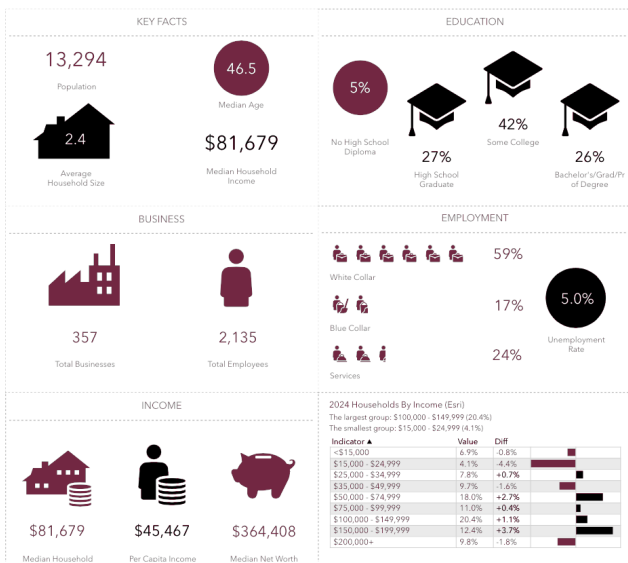 KEY FACTS
13,294
Population
46.5
Median Age
2.4
Average
Household Size
$81,679
Median Household
Income
EDUCATION
5%
No High School
Diploma
27%
High School
Graduate
42%
Some College
26%
Bachelor's/Grad/Pr
of Degree
BUSINESS
357
Total Businesses
2,135
Total Employees
EMPLOYMENT
59%
White Collar
17%
Blue Collar
24%
Services
5.0%
Unemployment
Rate
INCOME
$81,679
Median Household
$45,467
Per Capita Income
$364,408
Median Net Worth
2024 Households By Income (Esri)
The largest group: $100,000 - $149,999 (20.4%)
The smallest group: $15,000 - $24,999 (4.1%)
Indicator ▲ Value Diff
<$15,000 6.9% -0.8%
$15,000 - $24,999 4.1% -4.4%
$25,000 - $34,999 7.8% +0.7%
$35,000 - $49,999 9.7% -1.6%
$50,000 - $74,999 18.0% +2.7%
$75,000 - $99,999 11.0% +0.4%
$100,000 - $149,999 20.4% +1.1%
$150,000 - $199,999 12.4% +3.7%
$200,000+ 9.8% -1.8%